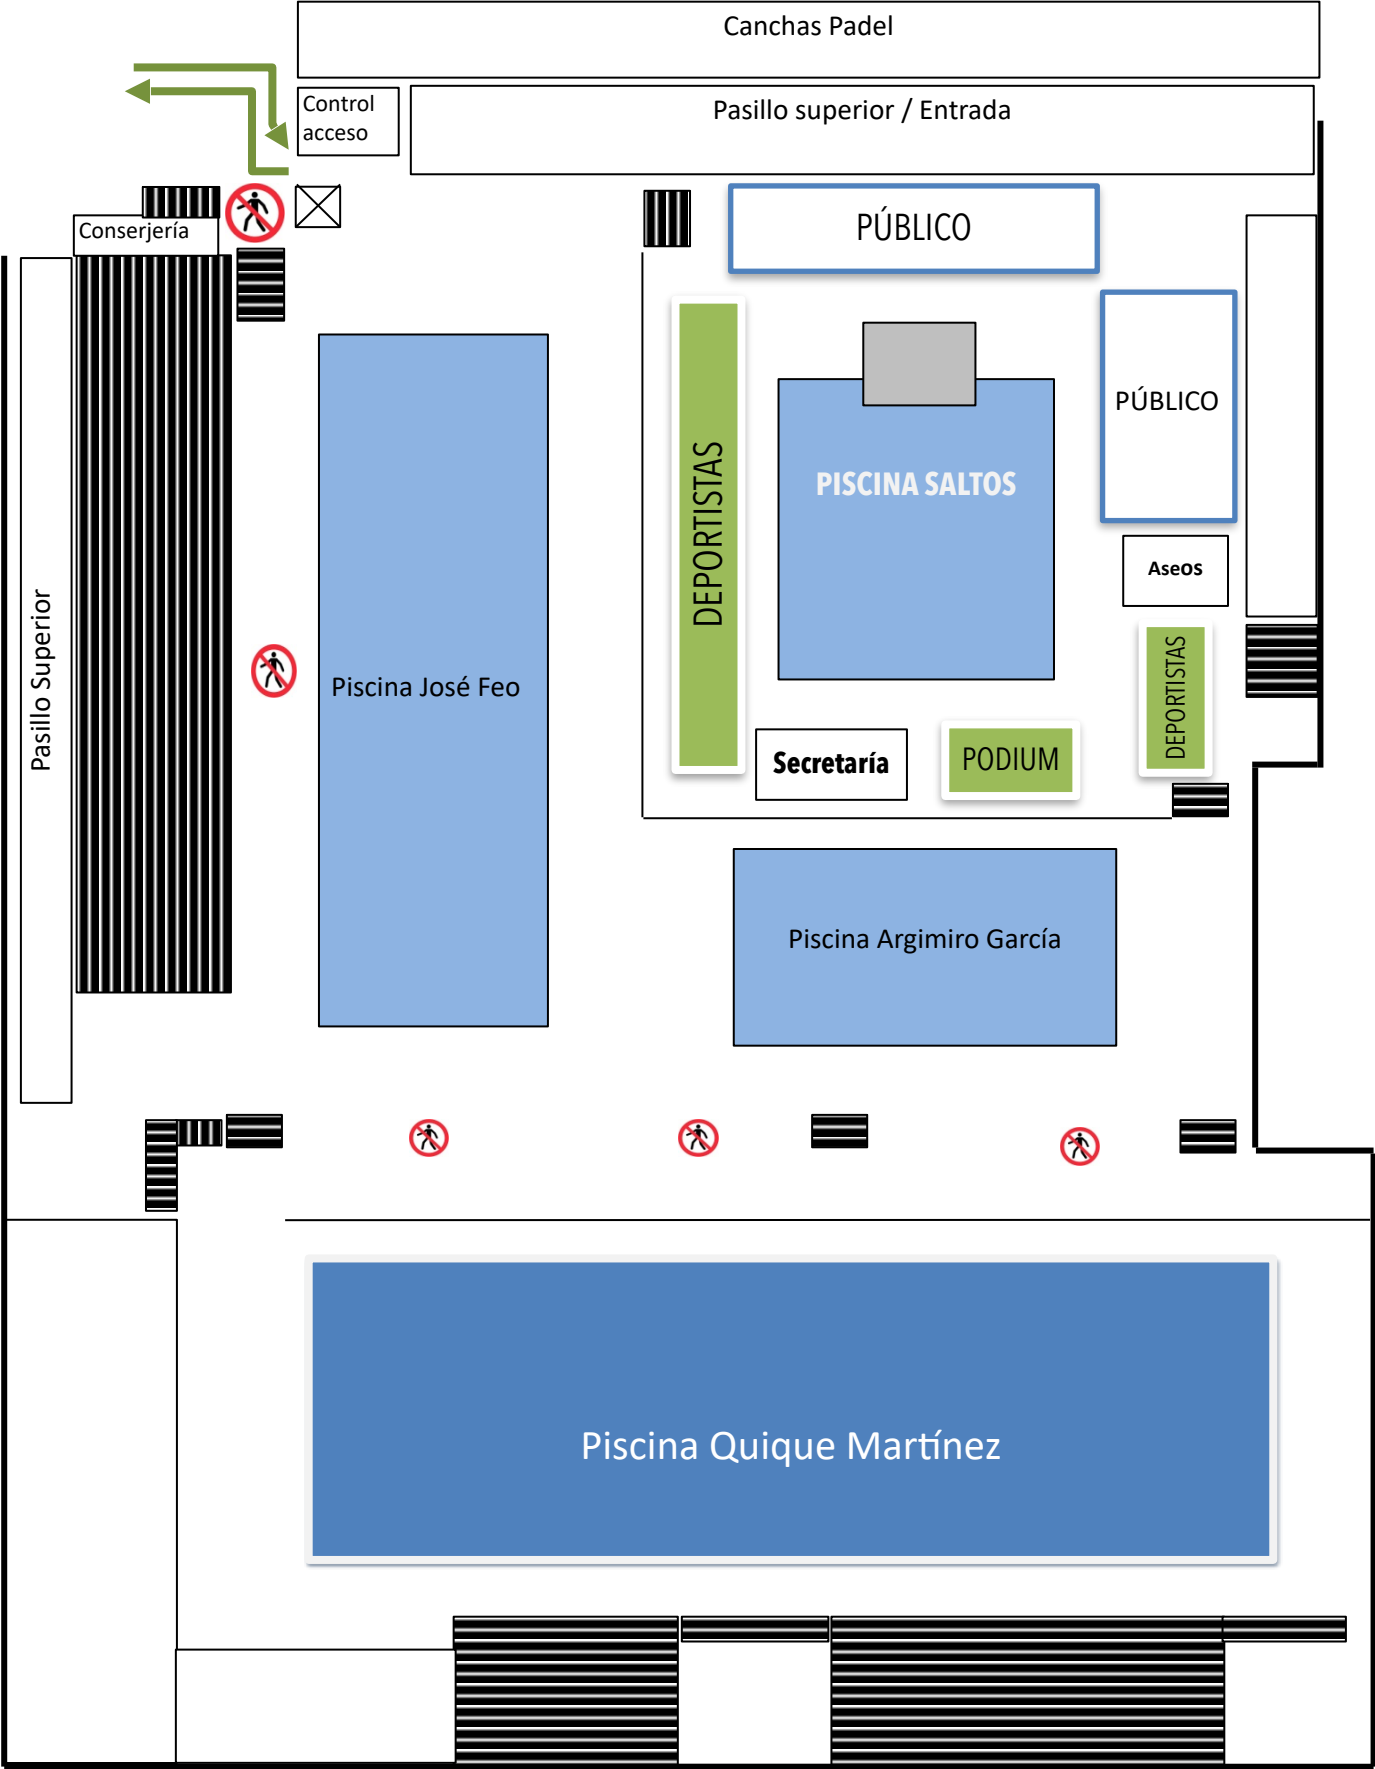 Canchas Padel
Control
acceso
Pasillo superior / Entrada
Conserjería
PÚBLICO
PÚBLICO
DEPORTISTAS
PISCINA SALTOS
Aseos
Pasillo Superior
Piscina José Feo
DEPORTISTAS
Secretaría
PODIUM
Piscina Argimiro García
Piscina Quique Martínez